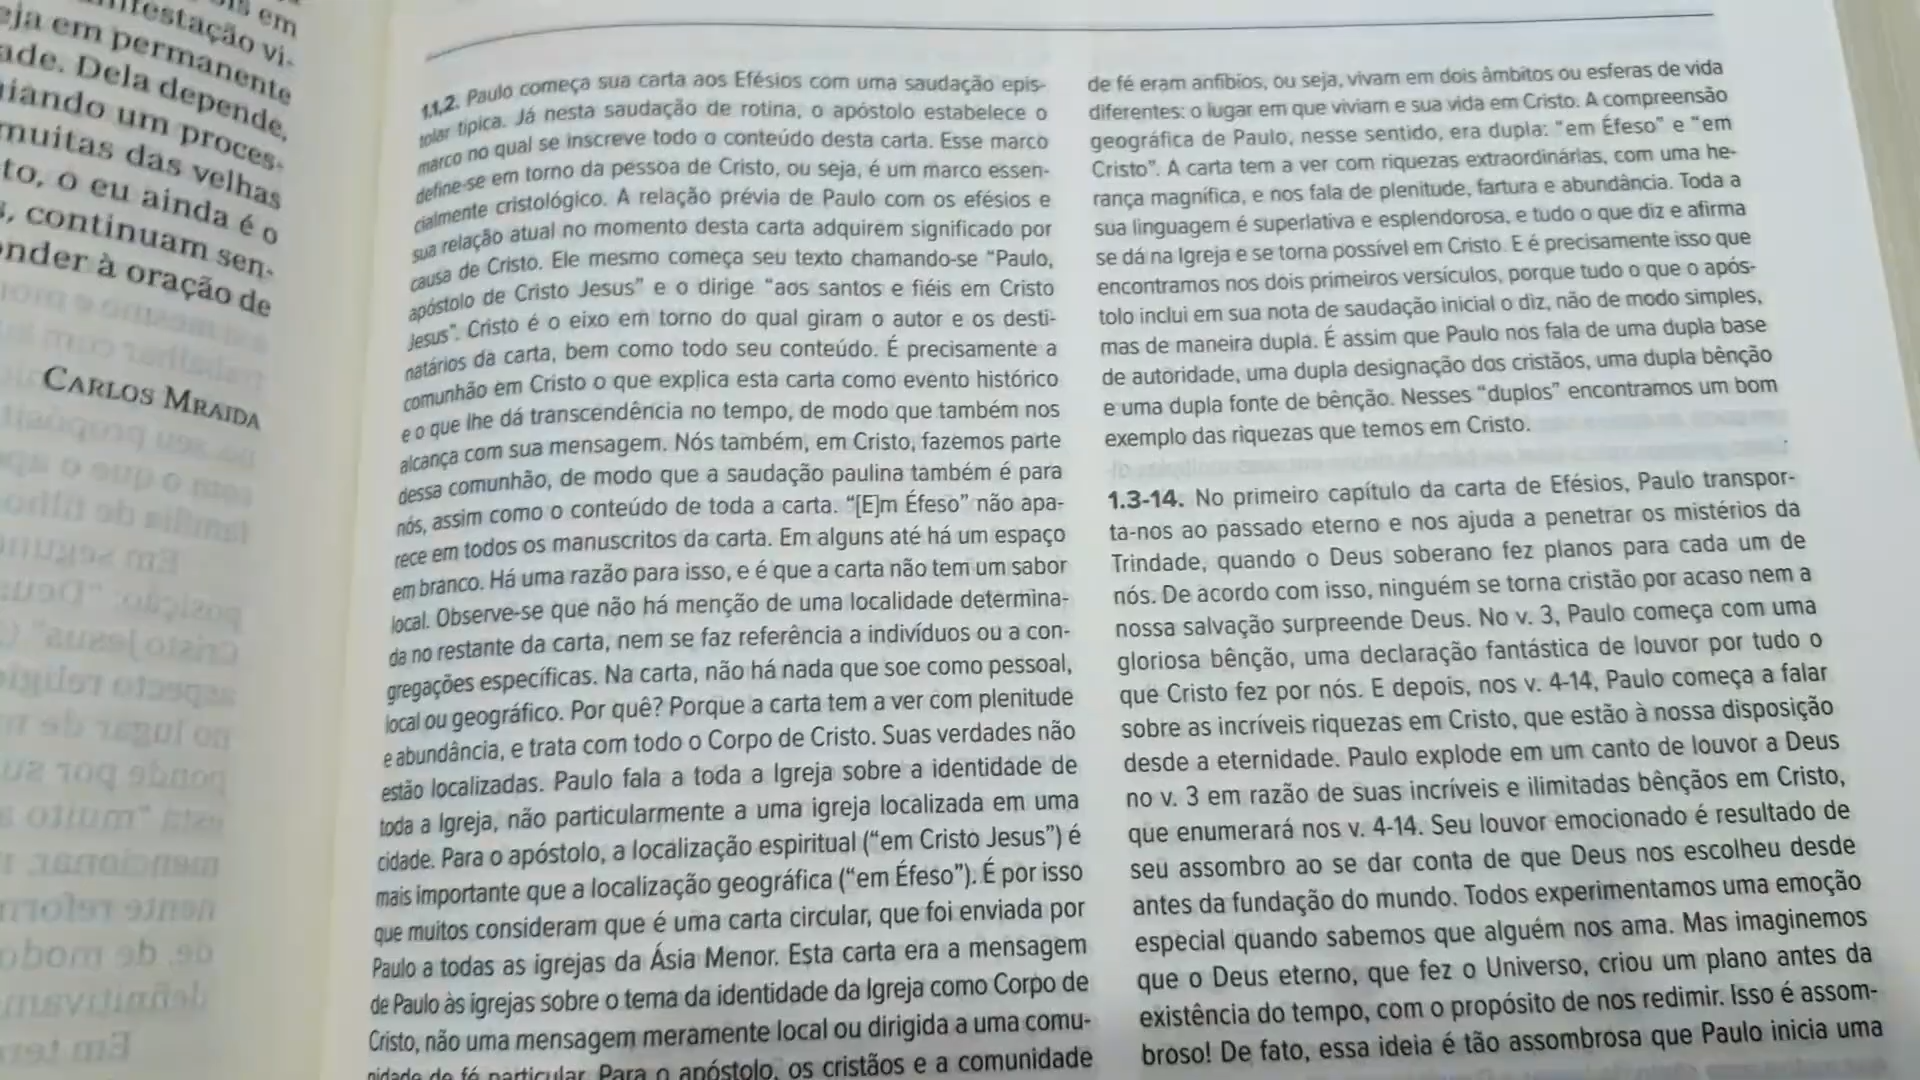 em
vi-
eja em permanente
ade. Dela depende,
iando um proces-
muitas das velhas
to, o eu ainda é o
s, continuam sen-
onder à oração de
CARLOS MRAIDA
1.1,2. Paulo começa sua carta aos Efésios com uma saudação epis-
tolar típica. Já nesta saudação de rotina, o apóstolo estabelece o
marco no qual se inscreve todo o conteúdo desta carta. Esse marco
define-se em torno da pessoa de Cristo, ou seja, é um marco essen-
cialmente cristológico. A relação prévia de Paulo com os efésios e
sua relação atual no momento desta carta adquirem significado por
causa de Cristo. Ele mesmo começa seu texto chamando-se “Paulo,
apóstolo de Cristo Jesus” e o dirige “aos santos e fiéis em Cristo
Jesus”. Cristo é o eixo em torno do qual giram o autor e os desti-
natários da carta, bem como todo seu conteúdo. É precisamente a
comunhão em Cristo o que explica esta carta como evento histórico
e o que lhe dá transcendência no tempo, de modo que também nos
alcança com sua mensagem. Nós também, em Cristo, fazemos parte
dessa comunhão, de modo que a saudação paulina também é para
nós, assim como o conteúdo de toda a carta. “[E]m Éfeso” não apa-
rece em todos os manuscritos da carta. Em alguns até há um espaço
em branco. Há uma razão para isso, e é que a carta não tem um sabor
local. Observe-se que não há menção de uma localidade determina-
da no restante da carta, nem se faz referência a indivíduos ou a con-
gregações específicas. Na carta, não há nada que soe como pessoal,
local ou geográfico. Por quê? Porque a carta tem a ver com plenitude
e abundância, e trata com todo o Corpo de Cristo. Suas verdades não
estão localizadas. Paulo fala a toda a Igreja sobre a identidade de
toda a Igreja, não particularmente a uma igreja localizada em uma
cidade. Para o apóstolo, a localização espiritual (“em Cristo Jesus”) é
mais importante que a localização geográfica (“em Éfeso”). É por isso
que muitos consideram que é uma carta circular, que foi enviada por
Paulo a todas as igrejas da Ásia Menor. Esta carta era a mensagem
de Paulo às igrejas sobre o tema da identidade da Igreja como Corpo de
Cristo, não uma mensagem meramente local ou dirigida a uma comu-
nidade de fé particular. Para o apóstolo, os cristãos e a comunidade
de fé eram anfíbios, ou seja, vivam em dois âmbitos ou esferas de vida
diferentes: o lugar em que viviam e sua vida em Cristo. A compreensão
geográfica de Paulo, nesse sentido, era dupla: “em Éfeso” e “em
Cristo”. A carta tem a ver com riquezas extraordinárias, com uma he-
rança magnífica, e nos fala de plenitude, fartura e abundância. Toda a
sua linguagem é superlativa e esplendorosa, e tudo o que diz e afirma
se dá na Igreja e se torna possível em Cristo. E é precisamente isso que
encontramos nos dois primeiros versículos, porque tudo o que o após-
tolo inclui em sua nota de saudação inicial o diz, não de modo simples,
mas de maneira dupla. É assim que Paulo nos fala de uma dupla base
de autoridade, uma dupla designação dos cristãos, uma dupla bênção
e uma dupla fonte de bênção. Nesses “duplos” encontramos um bom
exemplo das riquezas que temos em Cristo.
1.3-14. No primeiro capítulo da carta de Efésios, Paulo transpor-
ta-nos ao passado eterno e nos ajuda a penetrar os mistérios da
Trindade, quando o Deus soberano fez planos para cada um de
nós. De acordo com isso, ninguém se torna cristão por acaso nem a
nossa salvação surpreende Deus. No v. 3, Paulo começa com uma
gloriosa bênção, uma declaração fantástica de louvor por tudo o
que Cristo fez por nós. E depois, nos v. 4-14, Paulo começa a falar
sobre as incríveis riquezas em Cristo, que estão à nossa disposição
desde a eternidade. Paulo explode em um canto de louvor a Deus
no v. 3 em razão de suas incríveis e ilimitadas bênçãos em Cristo,
que enumerará nos v. 4-14. Seu louvor emocionado é resultado de
seu assombro ao se dar conta de que Deus nos escolheu desde
antes da fundação do mundo. Todos experimentamos uma emoção
especial quando sabemos que alguém nos ama. Mas imaginemos
que o Deus eterno, que fez o Universo, criou um plano antes da
existência do tempo, com o propósito de nos redimir. Isso é assom-
broso! De fato, essa ideia é tão assombrosa que Paulo inicia uma